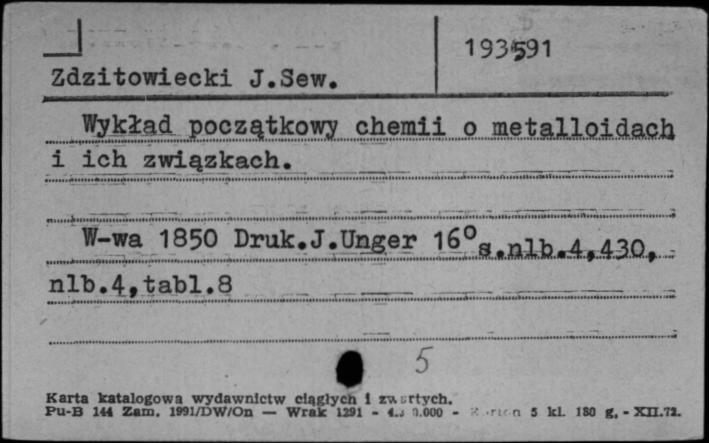 193591
Zdzitowiecki J.Sew.
Wykład początkowy chemii o metalloidach
i ich związkach.
W-wa 1850 Druk.J.Unger 16° s.nlb.4,430,
nlb.4,tabl.8
5
Karta katalogowa wydawnictw ciągłych i zwartych.
Pu-B 144 Zam. 1991/DW/On — Wrak 1291 - 5 kl. 180 g. - XII.72.